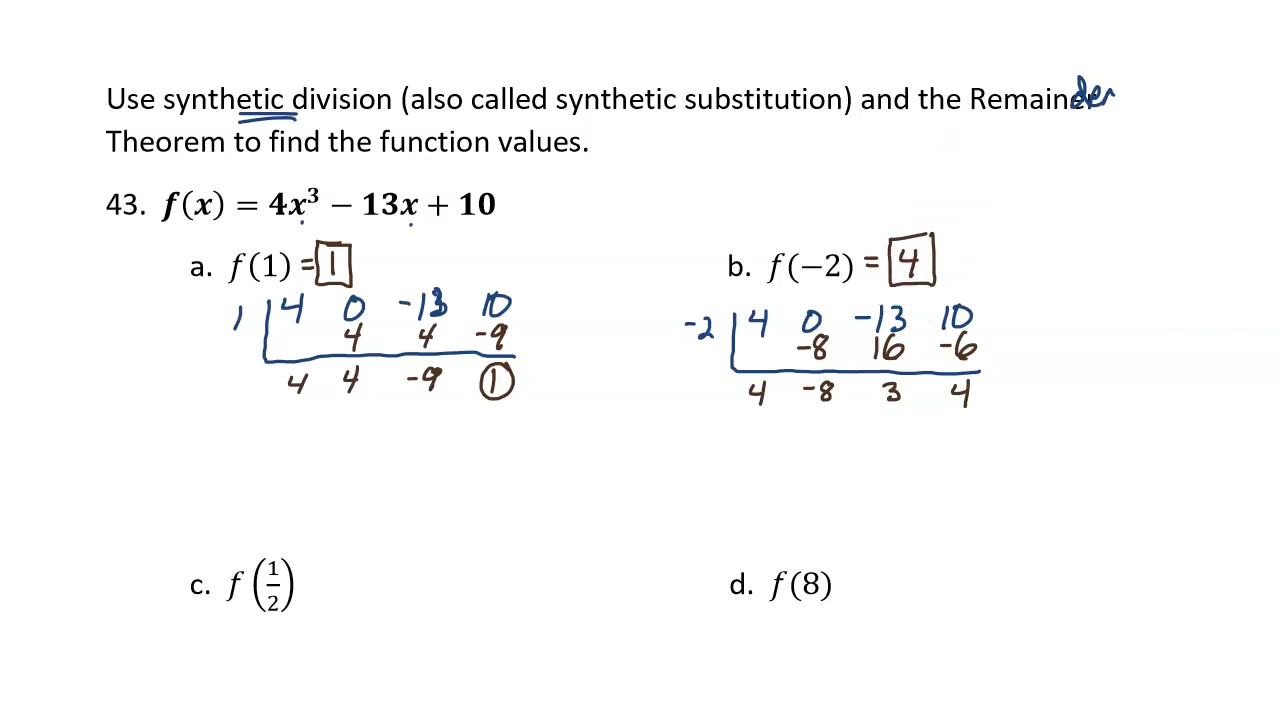 Use synthetic division (also called synthetic substitution) and the Remainder
Theorem to find the function values.
43. f(x) = 4x³ − 13x + 10
a. f(1) = 1
b. f(−2) = 4
1 | 4 0 -13 10
4 4 -9
4 4 -9 1
-2 | 4 0 -13 10
-8 16 -6
4 -8 3 4
c. f(1/2)
d. f(8)